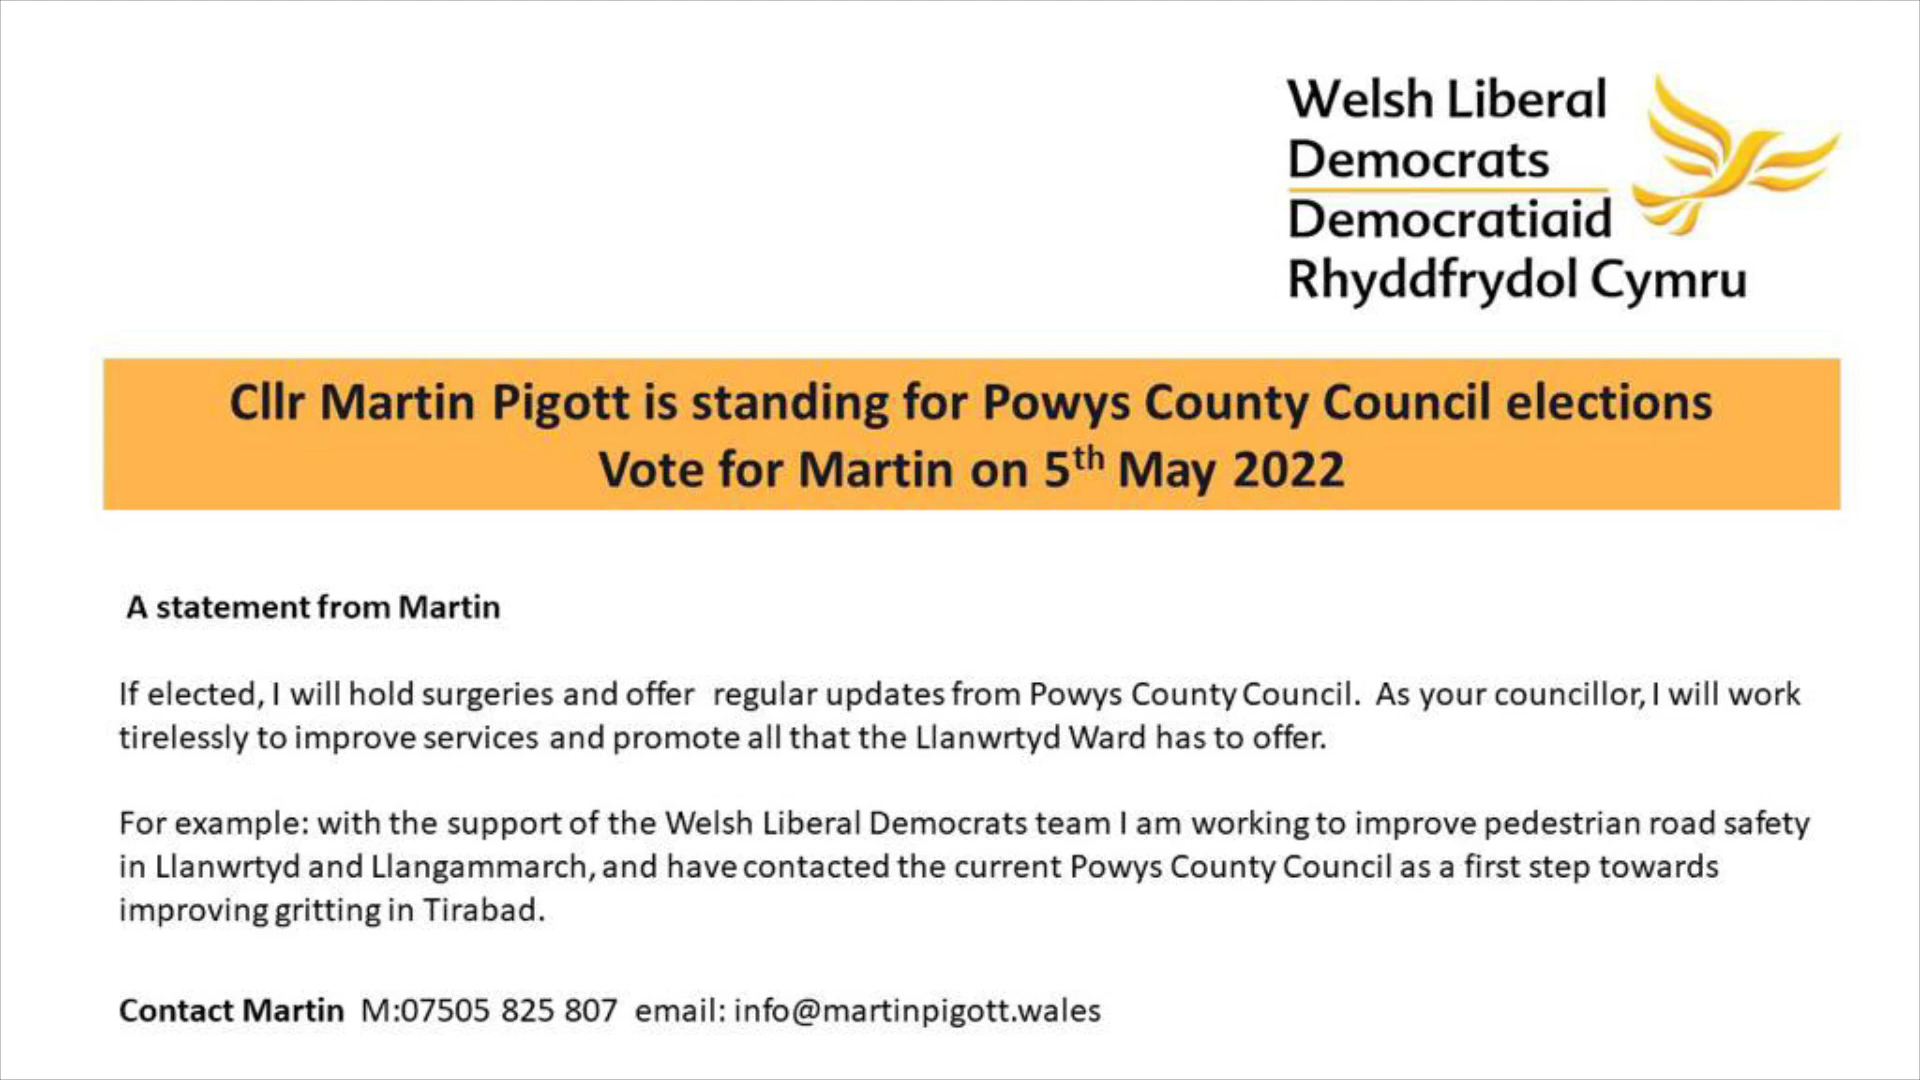 Welsh Liberal
Democrats
Democratiaid
Rhyddfrydol Cymru
Cllr Martin Pigott is standing for Powys County Council elections
Vote for Martin on 5th May 2022
A statement from Martin
If elected, I will hold surgeries and offer regular updates from Powys County Council. As your councillor, I will work
tirelessly to improve services and promote all that the Llanwrtyd Ward has to offer.
For example: with the support of the Welsh Liberal Democrats team I am working to improve pedestrian road safety
in Llanwrtyd and Llangammarch, and have contacted the current Powys County Council as a first step towards
improving gritting in Tirabad.
Contact Martin M:07505 825 807 email: info@martinpigott.wales